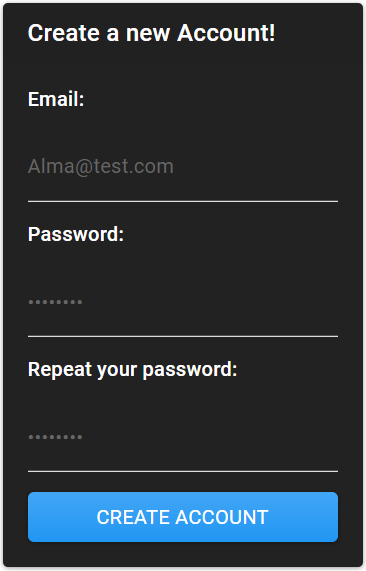 Create a new Account!
Email:
Alma@test.com
Password:
••••••••
Repeat your password:
••••••••
CREATE ACCOUNT